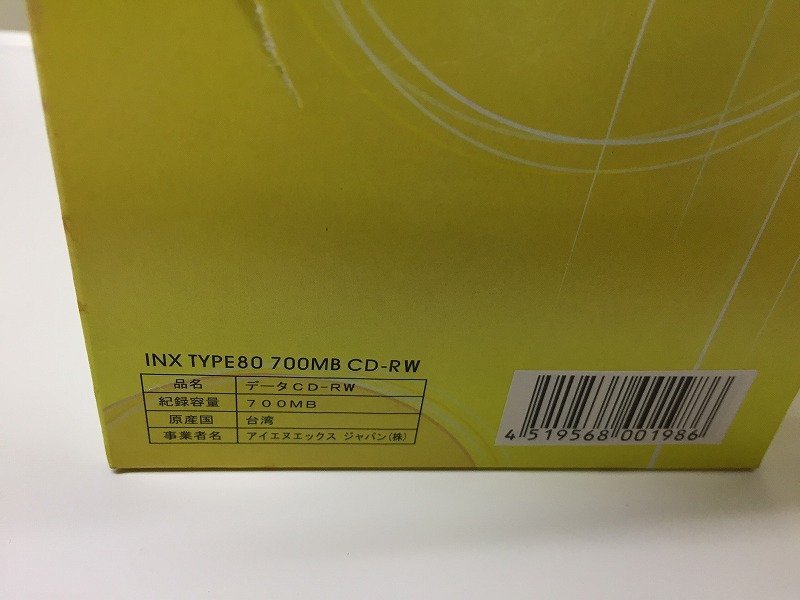 INX TYPE80 700MB CD-RW
品名 データCD-RW
紀録容量 700MB
原産国 台湾
事業者名 アイエヌエックス ジャパン(株)
4 519568 001986